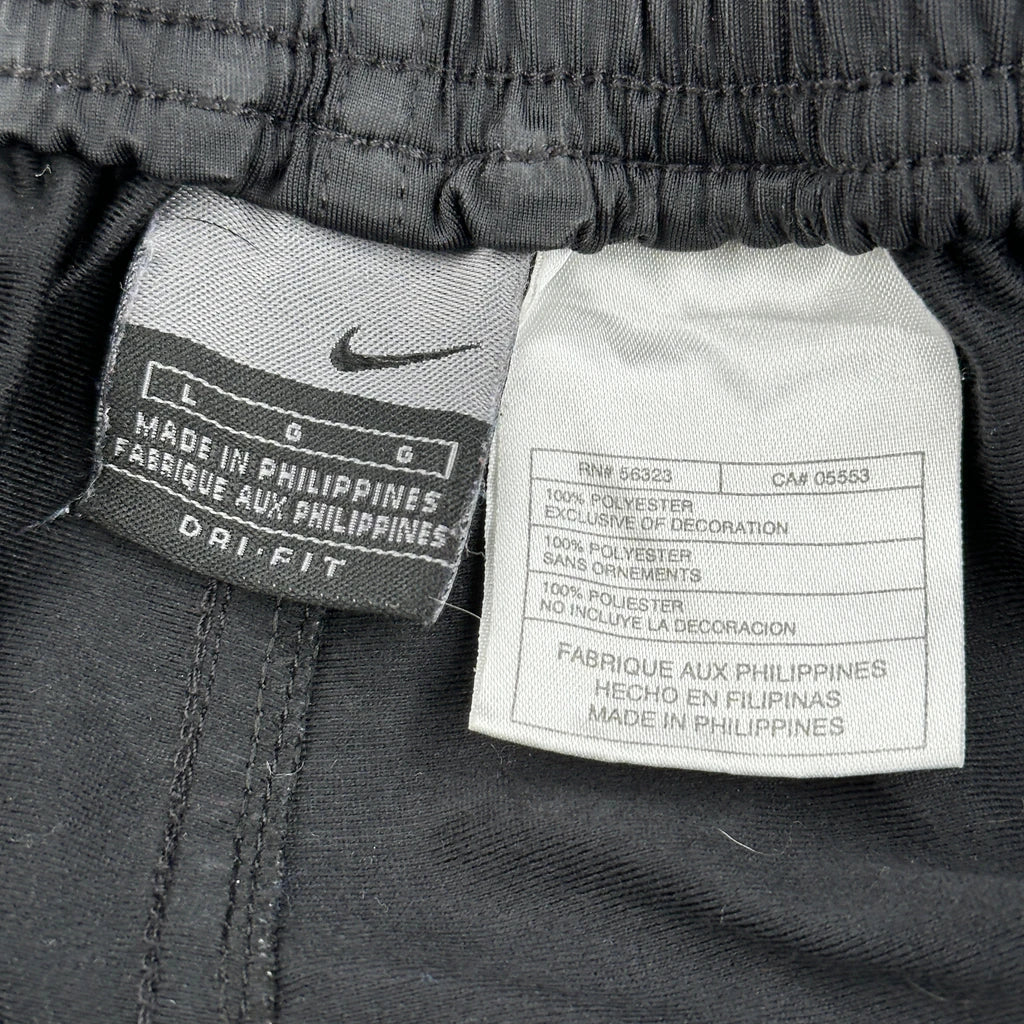 L G G
MADE IN PHILIPPINES
FABRIQUE AUX PHILIPPINES
DRI·FIT
RN# 56323 CA# 05553
100% POLYESTER
EXCLUSIVE OF DECORATION
100% POLYESTER
SANS ORNEMENTS
100% POLIESTER
NO INCLUYE LA DECORACION
FABRIQUE AUX PHILIPPINES
HECHO EN FILIPINAS
MADE IN PHILIPPINES